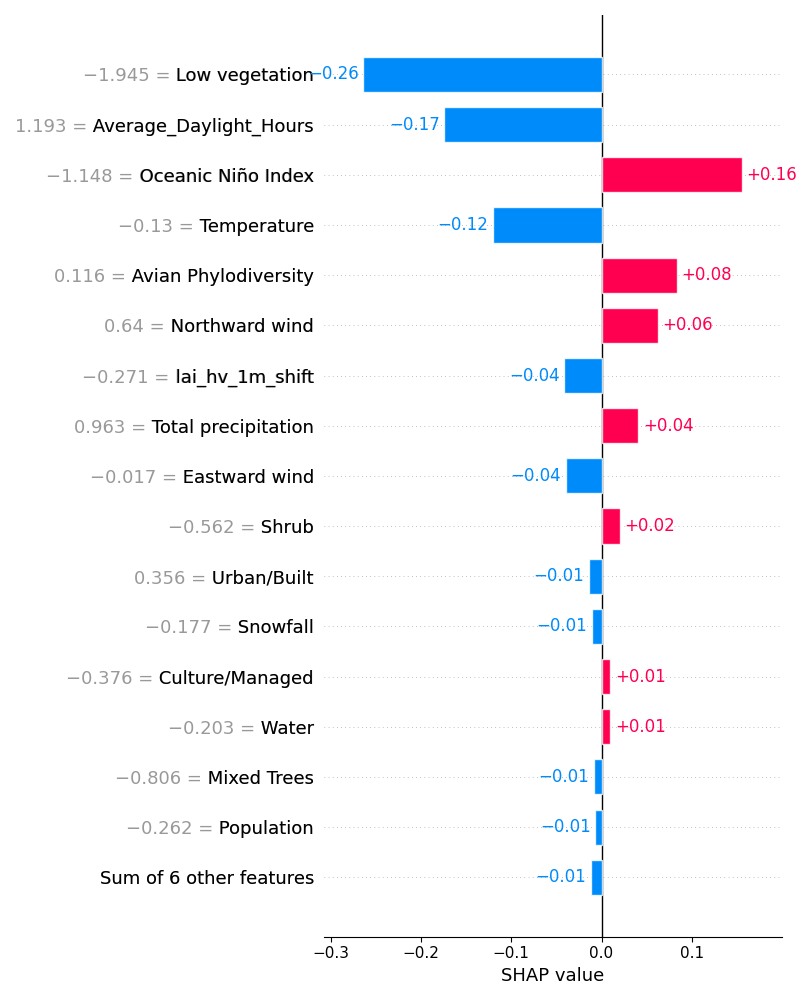 −1.945 = Low vegetation −0.26
1.193 = Average_Daylight_Hours −0.17
−1.148 = Oceanic Niño Index +0.16
−0.13 = Temperature −0.12
0.116 = Avian Phylodiversity +0.08
0.64 = Northward wind +0.06
−0.271 = lai_hv_1m_shift −0.04
0.963 = Total precipitation +0.04
−0.017 = Eastward wind −0.04
−0.562 = Shrub +0.02
0.356 = Urban/Built −0.01
−0.177 = Snowfall −0.01
−0.376 = Culture/Managed +0.01
−0.203 = Water +0.01
−0.806 = Mixed Trees −0.01
−0.262 = Population −0.01
Sum of 6 other features −0.01
−0.3 −0.2 −0.1 0.0 0.1
SHAP value